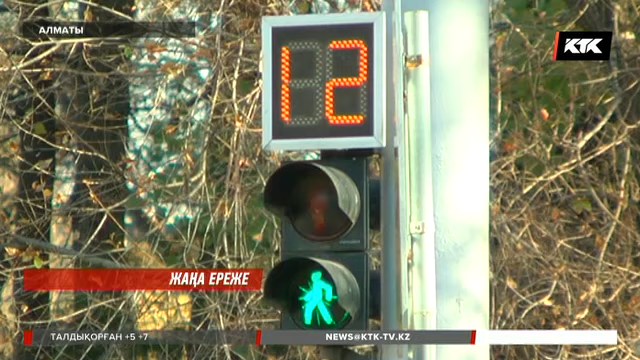 АЛМАТЫ
КТК
12
ЖАҢА ЕРЕЖЕ
ТАЛДЫҚОРҒАН +5 +7
NEWS@KTK-TV.KZ